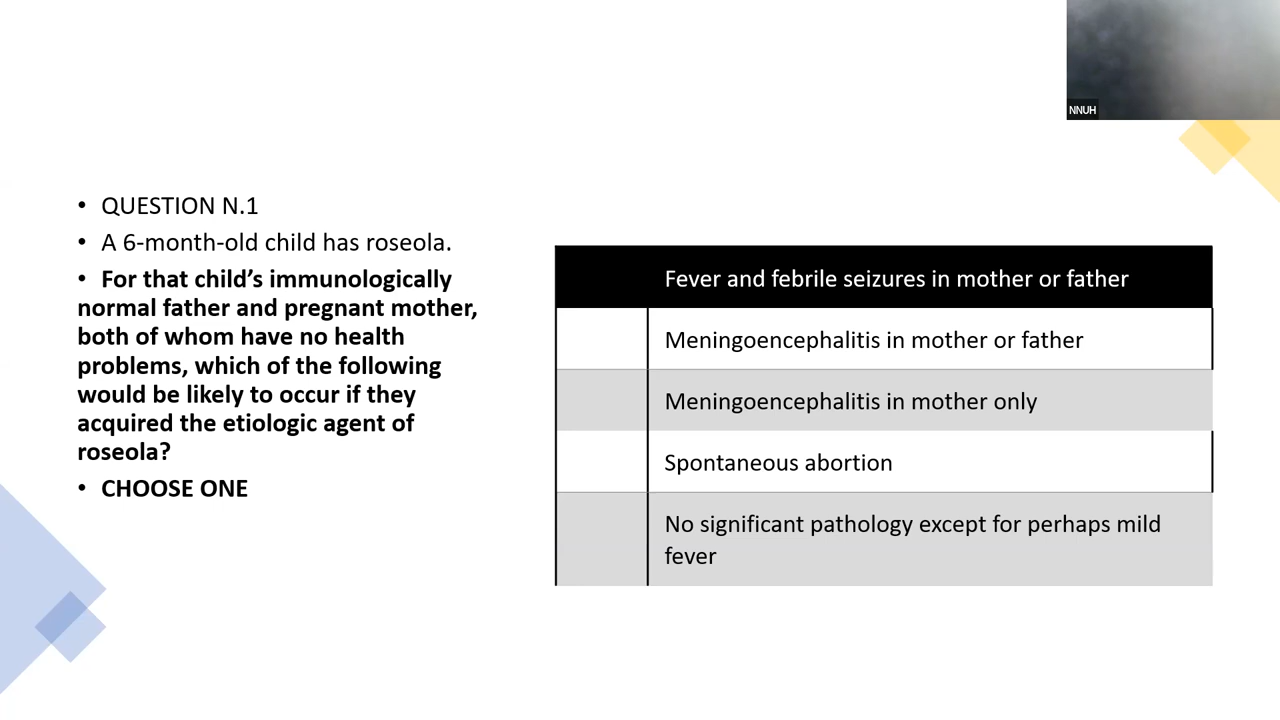 NNUH
• QUESTION N.1
• A 6-month-old child has roseola.
• For that child’s immunologically
normal father and pregnant mother,
both of whom have no health
problems, which of the following
would be likely to occur if they
acquired the etiologic agent of
roseola?
• CHOOSE ONE
Fever and febrile seizures in mother or father
Meningoencephalitis in mother or father
Meningoencephalitis in mother only
Spontaneous abortion
No significant pathology except for perhaps mild
fever